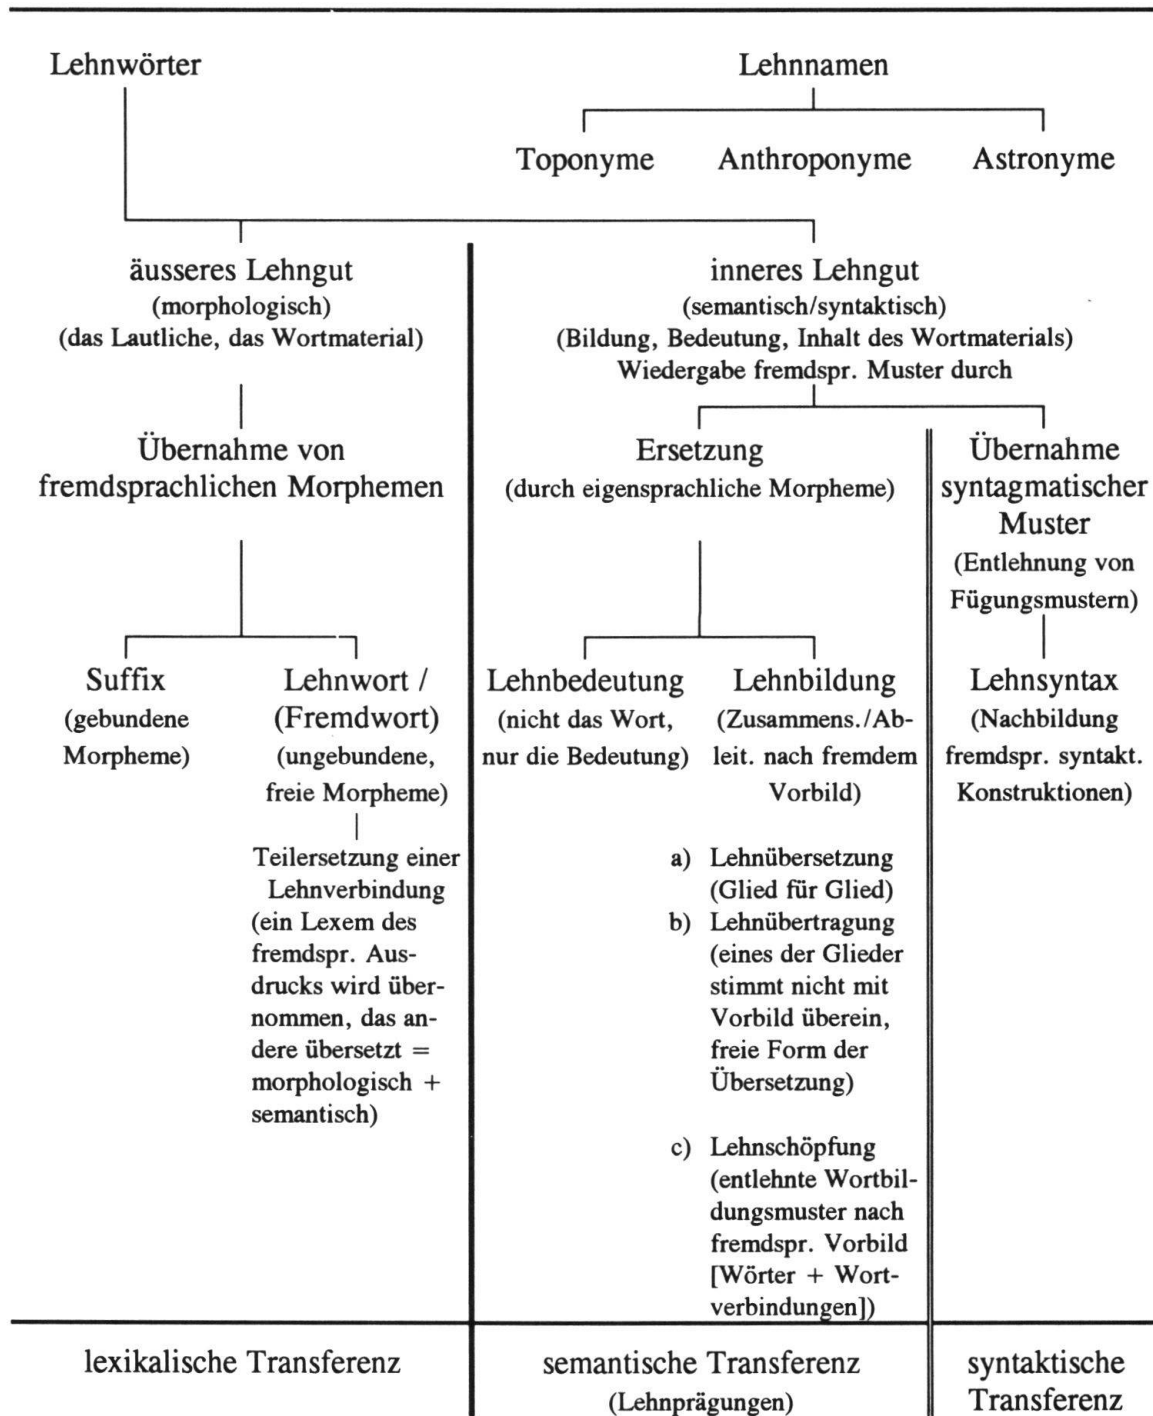 Lehnwörter
Lehnnamen
Toponyme
Anthroponyme
Astronyme
äusseres Lehngut
(morphologisch)
(das Lautliche, das Wortmaterial)
inneres Lehngut
(semantisch/syntaktisch)
(Bildung, Bedeutung, Inhalt des Wortmaterials)
Wiedergabe fremdspr. Muster durch
Übernahme von
fremdsprachlichen Morphemen
Ersetzung
(durch eigensprachliche Morpheme)
Übernahme
syntagmatischer
Muster
(Entlehnung von
Fügungsmustern)
Suffix
(gebundene
Morpheme)
Lehnwort /
(Fremdwort)
(ungebundene,
freie Morpheme)
Teilersetzung einer
Lehnverbindung
(ein Lexem des
fremdspr. Aus-
drucks wird über-
nommen, das an-
dere übersetzt =
morphologisch +
semantisch)
Lehnbedeutung
(nicht das Wort,
nur die Bedeutung)
Lehnbildung
(Zusammens./Ab-
leit. nach fremdem
Vorbild)
a) Lehnübersetzung
(Glied für Glied)
b) Lehnübertragung
(eines der Glieder
stimmt nicht mit
Vorbild überein,
freie Form der
Übersetzung)
c) Lehnschöpfung
(entlehnte Wortbil-
dungsmuster nach
fremdspr. Vorbild
[Wörter + Wort-
verbindungen])
Lehnsyntax
(Nachbildung
fremdspr. syntakt.
Konstruktionen)
lexikalische Transferenz
semantische Transferenz
(Lehnprägungen)
syntaktische
Transferenz